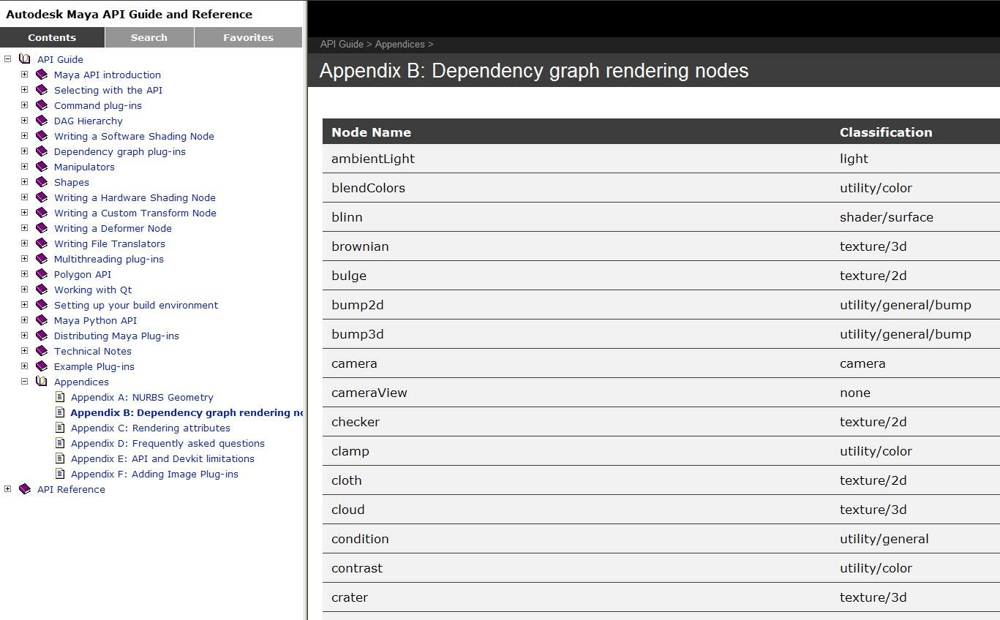 Autodesk Maya API Guide and Reference
Contents Search Favorites
API Guide
Maya API introduction
Selecting with the API
Command plug-ins
DAG Hierarchy
Writing a Software Shading Node
Dependency graph plug-ins
Manipulators
Shapes
Writing a Hardware Shading Node
Writing a Custom Transform Node
Writing a Deformer Node
Writing File Translators
Multithreading plug-ins
Polygon API
Working with Qt
Setting up your build environment
Maya Python API
Distributing Maya Plug-ins
Technical Notes
Example Plug-ins
Appendices
Appendix A: NURBS Geometry
Appendix B: Dependency graph rendering no
Appendix C: Rendering attributes
Appendix D: Frequently asked questions
Appendix E: API and Devkit limitations
Appendix F: Adding Image Plug-ins
API Reference
API Guide > Appendices >
Appendix B: Dependency graph rendering nodes
Node Name Classification
ambientLight light
blendColors utility/color
blinn shader/surface
brownian texture/3d
bulge texture/2d
bump2d utility/general/bump
bump3d utility/general/bump
camera camera
cameraView none
checker texture/2d
clamp utility/color
cloth texture/2d
cloud texture/3d
condition utility/general
contrast utility/color
crater texture/3d